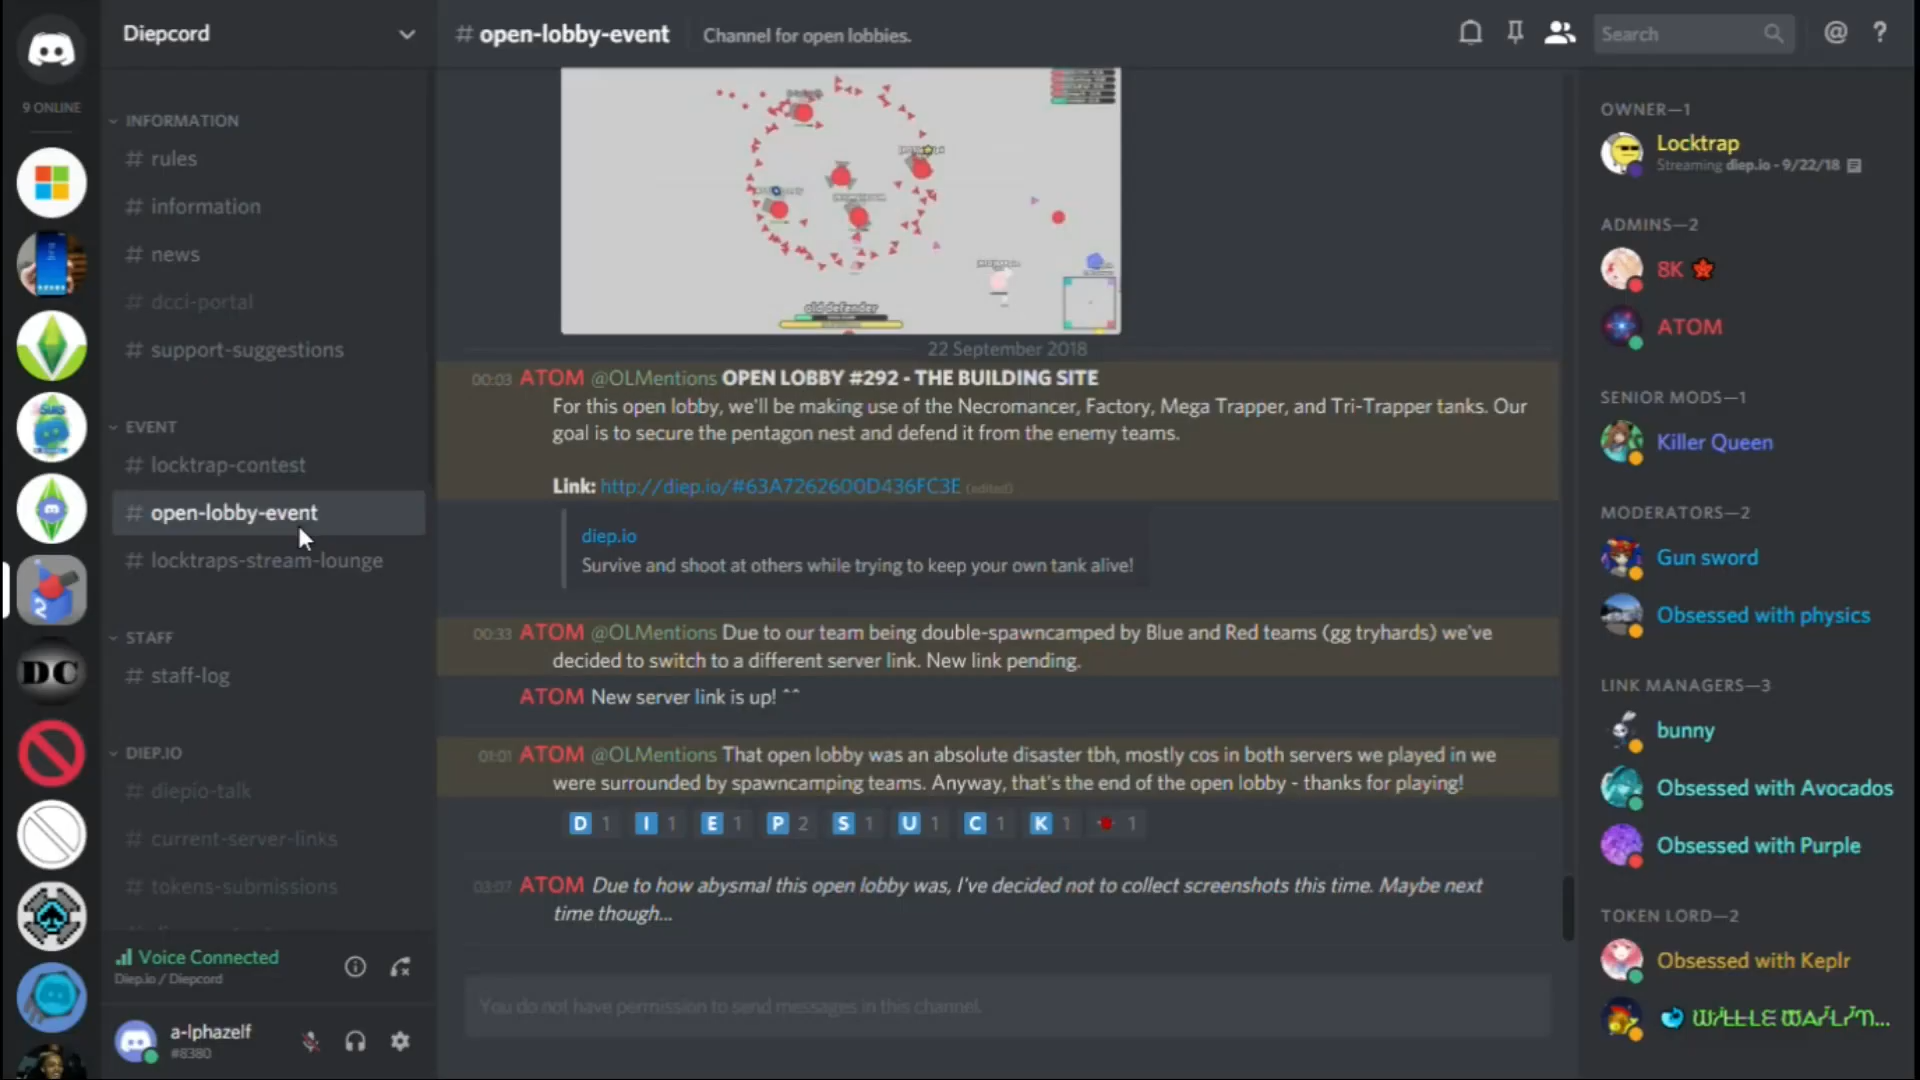 9 ONLINE
DC
Diepcord
INFORMATION
# rules
# information
# news
# dcci-portal
# support-suggestions
EVENT
# locktrap-contest
# open-lobby-event
# locktraps-stream-lounge
STAFF
# staff-log
DIEP.IO
# diepio-talk
# current-server-links
# tokens-submissions
Voice Connected
Diep.io / Diepcord
a-lphazelf
#8380
# open-lobby-event
Channel for open lobbies.
Search
@ ?
old defender
22 September 2018
00:03 ATOM @OLMentions OPEN LOBBY #292 - THE BUILDING SITE
For this open lobby, we'll be making use of the Necromancer, Factory, Mega Trapper, and Tri-Trapper tanks. Our
goal is to secure the pentagon nest and defend it from the enemy teams.
Link: http://diep.io/#63A7262600D436FC3E (edited)
diep.io
Survive and shoot at others while trying to keep your own tank alive!
00:33 ATOM @OLMentions Due to our team being double-spawncamped by Blue and Red teams (gg tryhards) we've
decided to switch to a different server link. New link pending.
ATOM New server link is up! ^^
01:01 ATOM @OLMentions That open lobby was an absolute disaster tbh, mostly cos in both servers we played in we
were surrounded by spawncamping teams. Anyway, that's the end of the open lobby - thanks for playing!
D 1 I 1 E 1 P 2 S 1 U 1 C 1 K 1 1
03:07 ATOM Due to how abysmal this open lobby was, I've decided not to collect screenshots this time. Maybe next
time though...
You do not have permission to send messages in this channel.
OWNER—1
Locktrap
Streaming diep.io - 9/22/18
ADMINS—2
8K
ATOM
SENIOR MODS—1
Killer Queen
MODERATORS—2
Gun sword
Obsessed with physics
LINK MANAGERS—3
bunny
Obsessed with Avocados
Obsessed with Purple
TOKEN LORD—2
Obsessed with Keplr